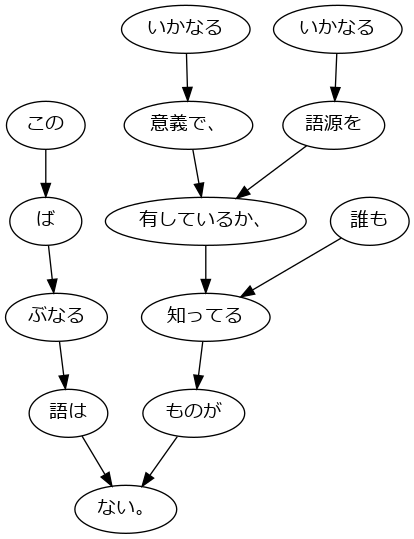 いかなる いかなる
この 意義で、 語源を
ば 有しているか、 誰も
ぶなる 知ってる
語は ものが
ない。